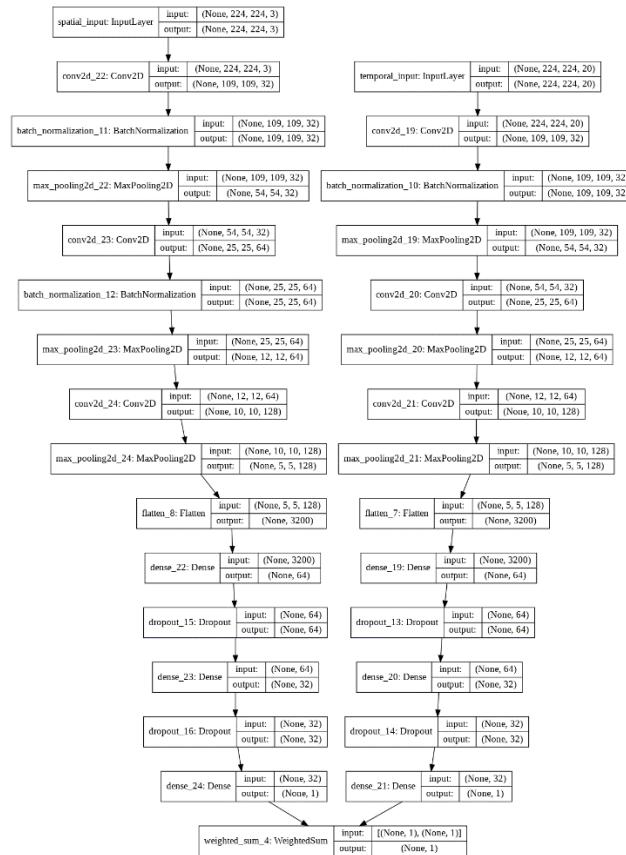 spatial_input: InputLayer input: (None, 224, 224, 3)
output: (None, 224, 224, 3)
conv2d_22: Conv2D input: (None, 224, 224, 3)
output: (None, 109, 109, 32)
batch_normalization_11: BatchNormalization input: (None, 109, 109, 32)
output: (None, 109, 109, 32)
max_pooling2d_22: MaxPooling2D input: (None, 109, 109, 32)
output: (None, 54, 54, 32)
conv2d_23: Conv2D input: (None, 54, 54, 32)
output: (None, 25, 25, 64)
batch_normalization_12: BatchNormalization input: (None, 25, 25, 64)
output: (None, 25, 25, 64)
max_pooling2d_23: MaxPooling2D input: (None, 25, 25, 64)
output: (None, 12, 12, 64)
conv2d_24: Conv2D input: (None, 12, 12, 64)
output: (None, 10, 10, 128)
max_pooling2d_24: MaxPooling2D input: (None, 10, 10, 128)
output: (None, 5, 5, 128)
flatten_8: Flatten input: (None, 5, 5, 128)
output: (None, 3200)
dense_22: Dense input: (None, 3200)
output: (None, 64)
dropout_15: Dropout input: (None, 64)
output: (None, 64)
dense_23: Dense input: (None, 64)
output: (None, 32)
dropout_16: Dropout input: (None, 32)
output: (None, 32)
dense_24: Dense input: (None, 32)
output: (None, 1)
temporal_input: InputLayer input: (None, 224, 224, 20)
output: (None, 224, 224, 20)
conv2d_19: Conv2D input: (None, 224, 224, 20)
output: (None, 109, 109, 32)
batch_normalization_10: BatchNormalization input: (None, 109, 109, 32
output: (None, 109, 109, 32
max_pooling2d_19: MaxPooling2D input: (None, 109, 109, 32)
output: (None, 54, 54, 32)
conv2d_20: Conv2D input: (None, 54, 54, 32)
output: (None, 25, 25, 64)
max_pooling2d_20: MaxPooling2D input: (None, 25, 25, 64)
output: (None, 12, 12, 64)
conv2d_21: Conv2D input: (None, 12, 12, 64)
output: (None, 10, 10, 128)
max_pooling2d_21: MaxPooling2D input: (None, 10, 10, 128)
output: (None, 5, 5, 128)
flatten_7: Flatten input: (None, 5, 5, 128)
output: (None, 3200)
dense_19: Dense input: (None, 3200)
output: (None, 64)
dropout_13: Dropout input: (None, 64)
output: (None, 64)
dense_20: Dense input: (None, 64)
output: (None, 32)
dropout_14: Dropout input: (None, 32)
output: (None, 32)
dense_21: Dense input: (None, 32)
output: (None, 1)
weighted_sum_4: WeightedSum input: [(None, 1), (None, 1)]
output: (None, 1)